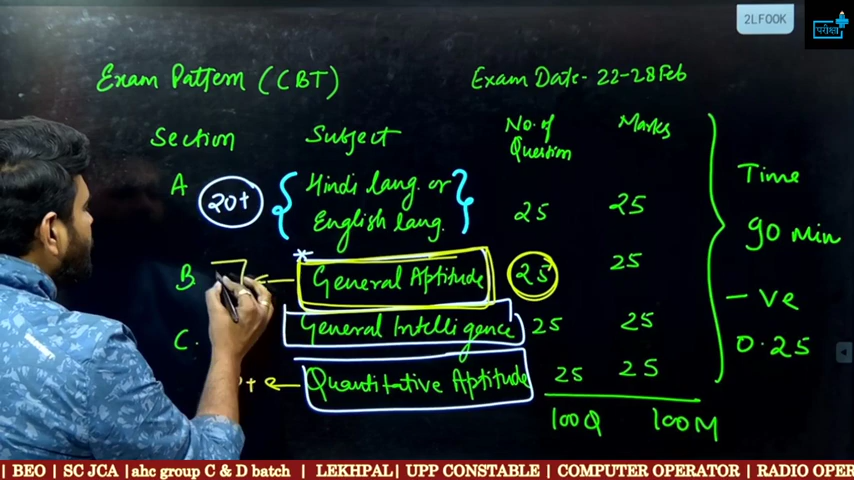 2LF00K
परीक्षा
Exam Pattern (CBT)
Exam Date- 22-28 Feb
Section Subject No. of Question Marks
A 20+ { Hindi lang. or English lang. } 25 25
B. * General Aptitude 25 25
C. General Intelligence 25 25
+ ← Quantitative Aptitude 25 25
100Q 100M
Time
90 Min
- ve
0.25
| BEO | SC JCA | ahc group C & D batch | LEKHPAL| UPP CONSTABLE | COMPUTER OPERATOR | RADIO OPER